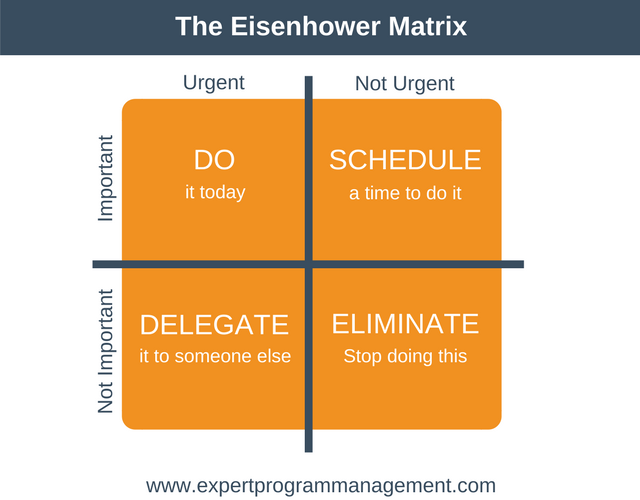 The Eisenhower Matrix
Urgent
Not Urgent
Important
DO
it today
SCHEDULE
a time to do it
Not Important
DELEGATE
it to someone else
ELIMINATE
Stop doing this
www.expertprogrammanagement.com